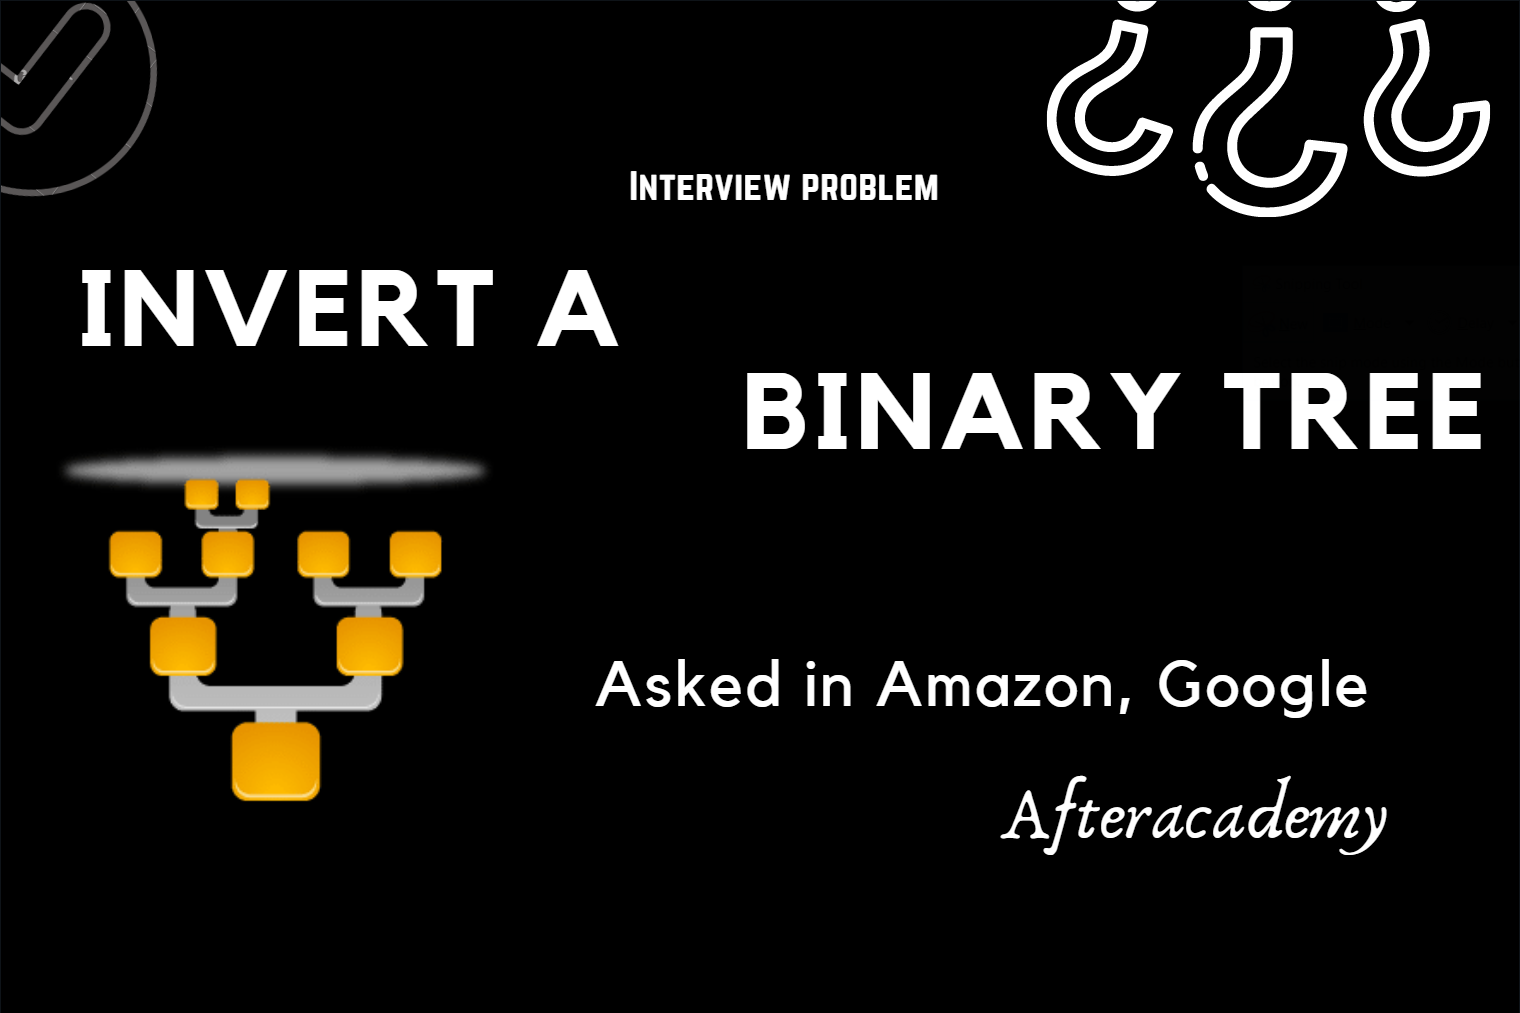 INTERVIEW PROBLEM
INVERT A
BINARY TREE
Asked in Amazon, Google
Afteracademy